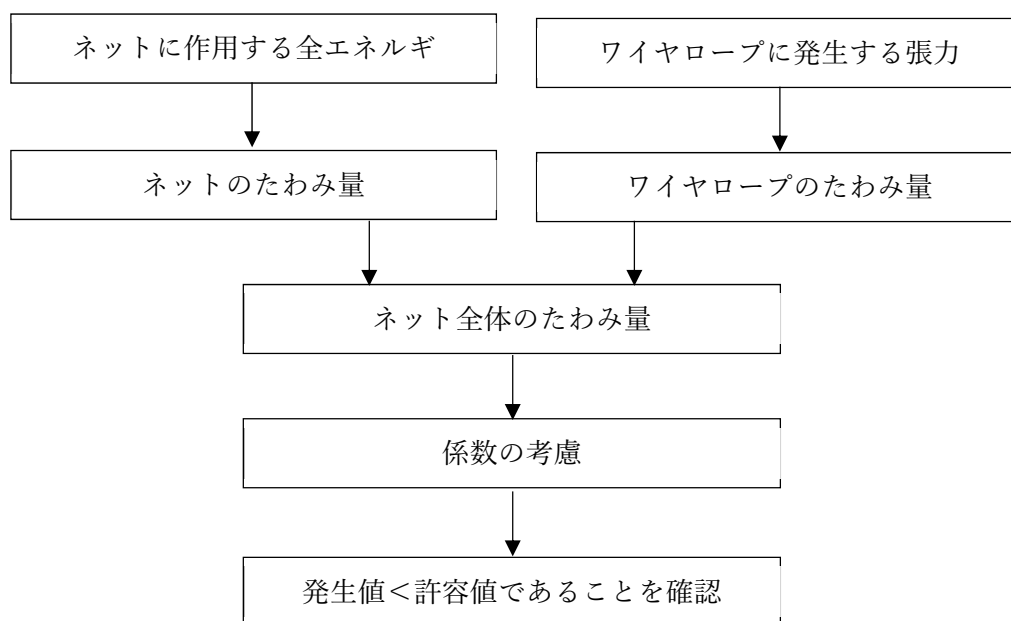 ネットに作用する全エネルギ
ワイヤロープに発生する張力
ネットのたわみ量
ワイヤロープのたわみ量
ネット全体のたわみ量
係数の考慮
発生値<許容値であることを確認